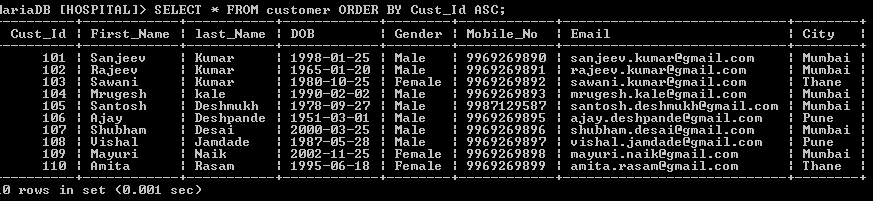 MariaDB [HOSPITAL]> SELECT * FROM customer ORDER BY Cust_Id ASC;
Cust_Id | First_Name | last_Name | DOB | Gender | Mobile_No | Email | City |
101 | Sanjeev | Kumar | 1998-01-25 | Male | 9969269890 | sanjeev.kumar@gmail.com | Mumbai |
102 | Rajeev | Kumar | 1965-01-20 | Male | 9969269891 | rajeev.kumar@gmail.com | Mumbai |
103 | Sawani | Kumar | 1980-10-25 | Female | 9969269892 | sawani.kumar@gmail.com | Thane |
104 | Mrugesh | kale | 1990-02-02 | Male | 9969269893 | mrugesh.kale@gmail.com | Mumbai |
105 | Santosh | Deshmukh | 1978-09-27 | Male | 9987129587 | santosh.deshmukh@gmail.com | Mumbai |
106 | Ajay | Deshpande | 1951-03-01 | Male | 9969269895 | ajay.deshpande@gmail.com | Pune |
107 | Shubham | Desai | 2000-03-25 | Male | 9969269896 | shubham.desai@gmail.com | Mumbai |
108 | Vishal | Jamdade | 1987-05-28 | Male | 9969269897 | vishal.jamdade@gmail.com | Pune |
109 | Mayuri | Naik | 2002-11-25 | Female | 9969269898 | mayuri.naik@gmail.com | Mumbai |
110 | Amita | Rasam | 1995-06-18 | Female | 9969269899 | amita.rasam@gmail.com | Thane |
10 rows in set (0.001 sec)